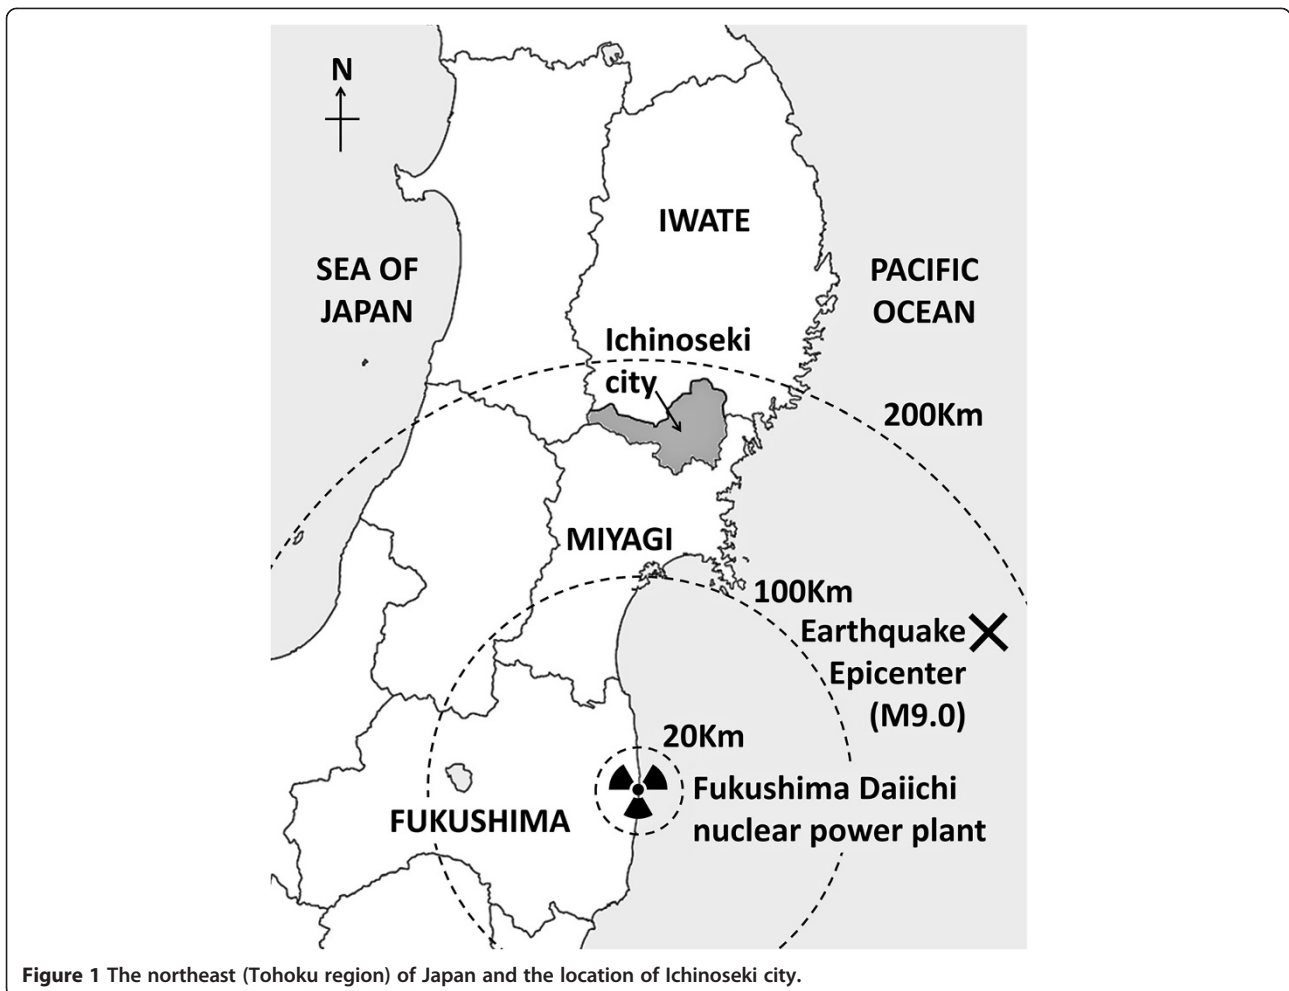 N
IWATE
SEA OF
JAPAN
PACIFIC
OCEAN
Ichinoseki
city
200Km
MIYAGI
100Km
Earthquake
Epicenter
(M9.0)
20Km
Fukushima Daiichi
nuclear power plant
FUKUSHIMA
Figure 1 The northeast (Tohoku region) of Japan and the location of Ichinoseki city.